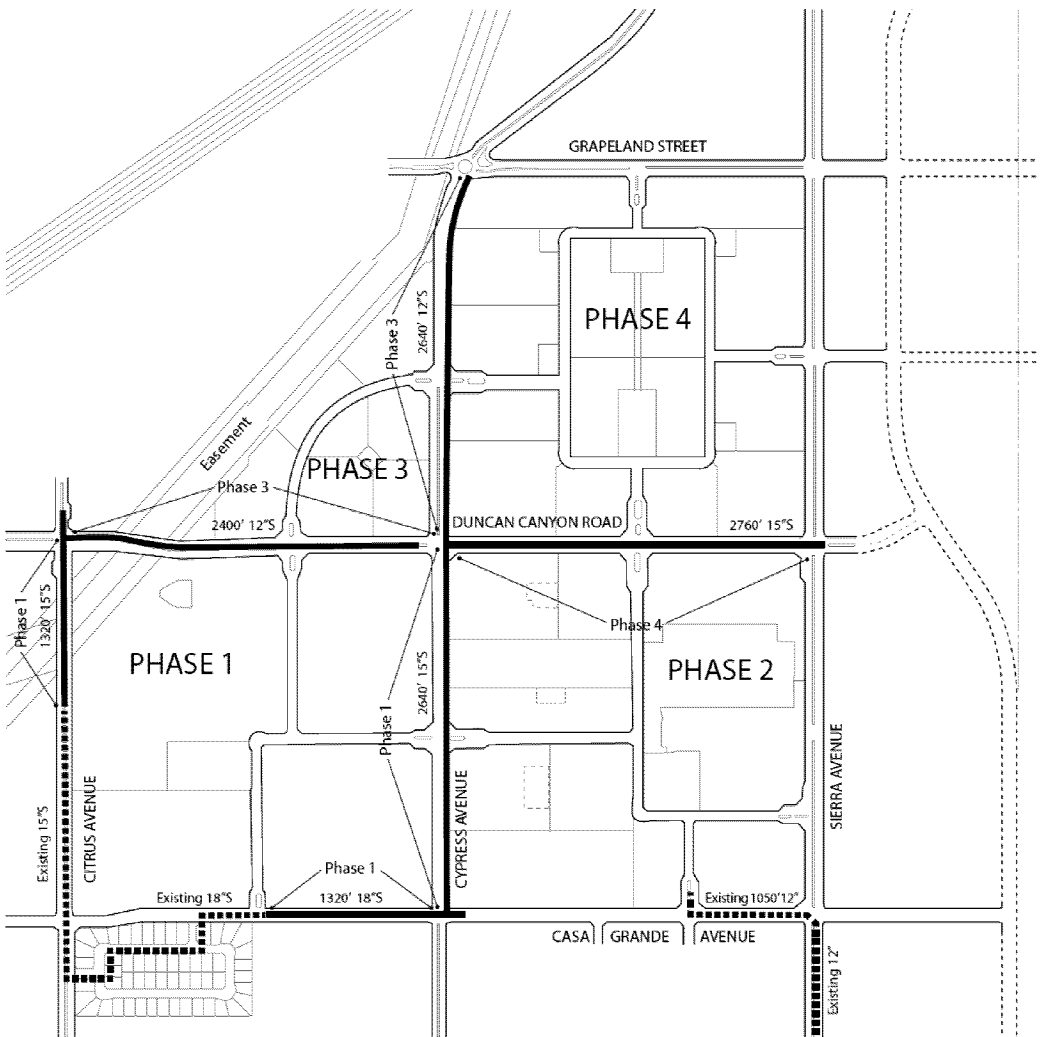 GRAPELAND STREET
PHASE 4
2640' 12"S
Phase 3
Easement
PHASE 3
Phase 3
2400' 12"S
DUNCAN CANYON ROAD
2760' 15"S
Phase 1
1320' 15"S
Phase 4
PHASE 1
PHASE 2
2640' 15"S
Phase 1
SIERRA AVENUE
CITRUS AVENUE
CYPRESS AVENUE
Existing 15"S
Phase 1
Existing 18"S
1320' 18"S
Existing 1050'12"
CASA GRANDE AVENUE
Existing 12"